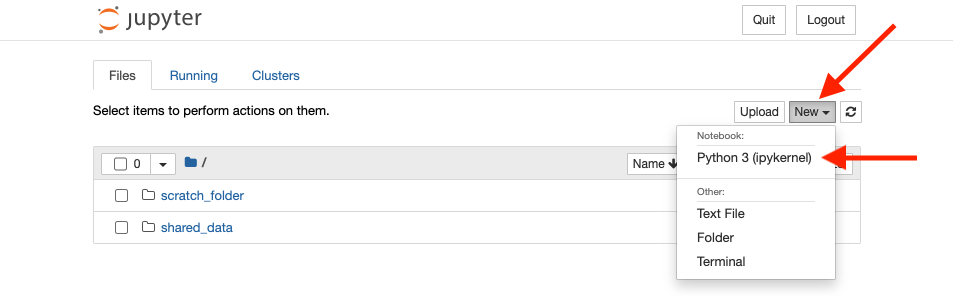 jupyter
Quit
Logout
Files
Running
Clusters
Select items to perform actions on them.
Upload
New
0
/
Name
Notebook:
Python 3 (ipykernel)
Other:
Text File
Folder
Terminal
scratch_folder
shared_data